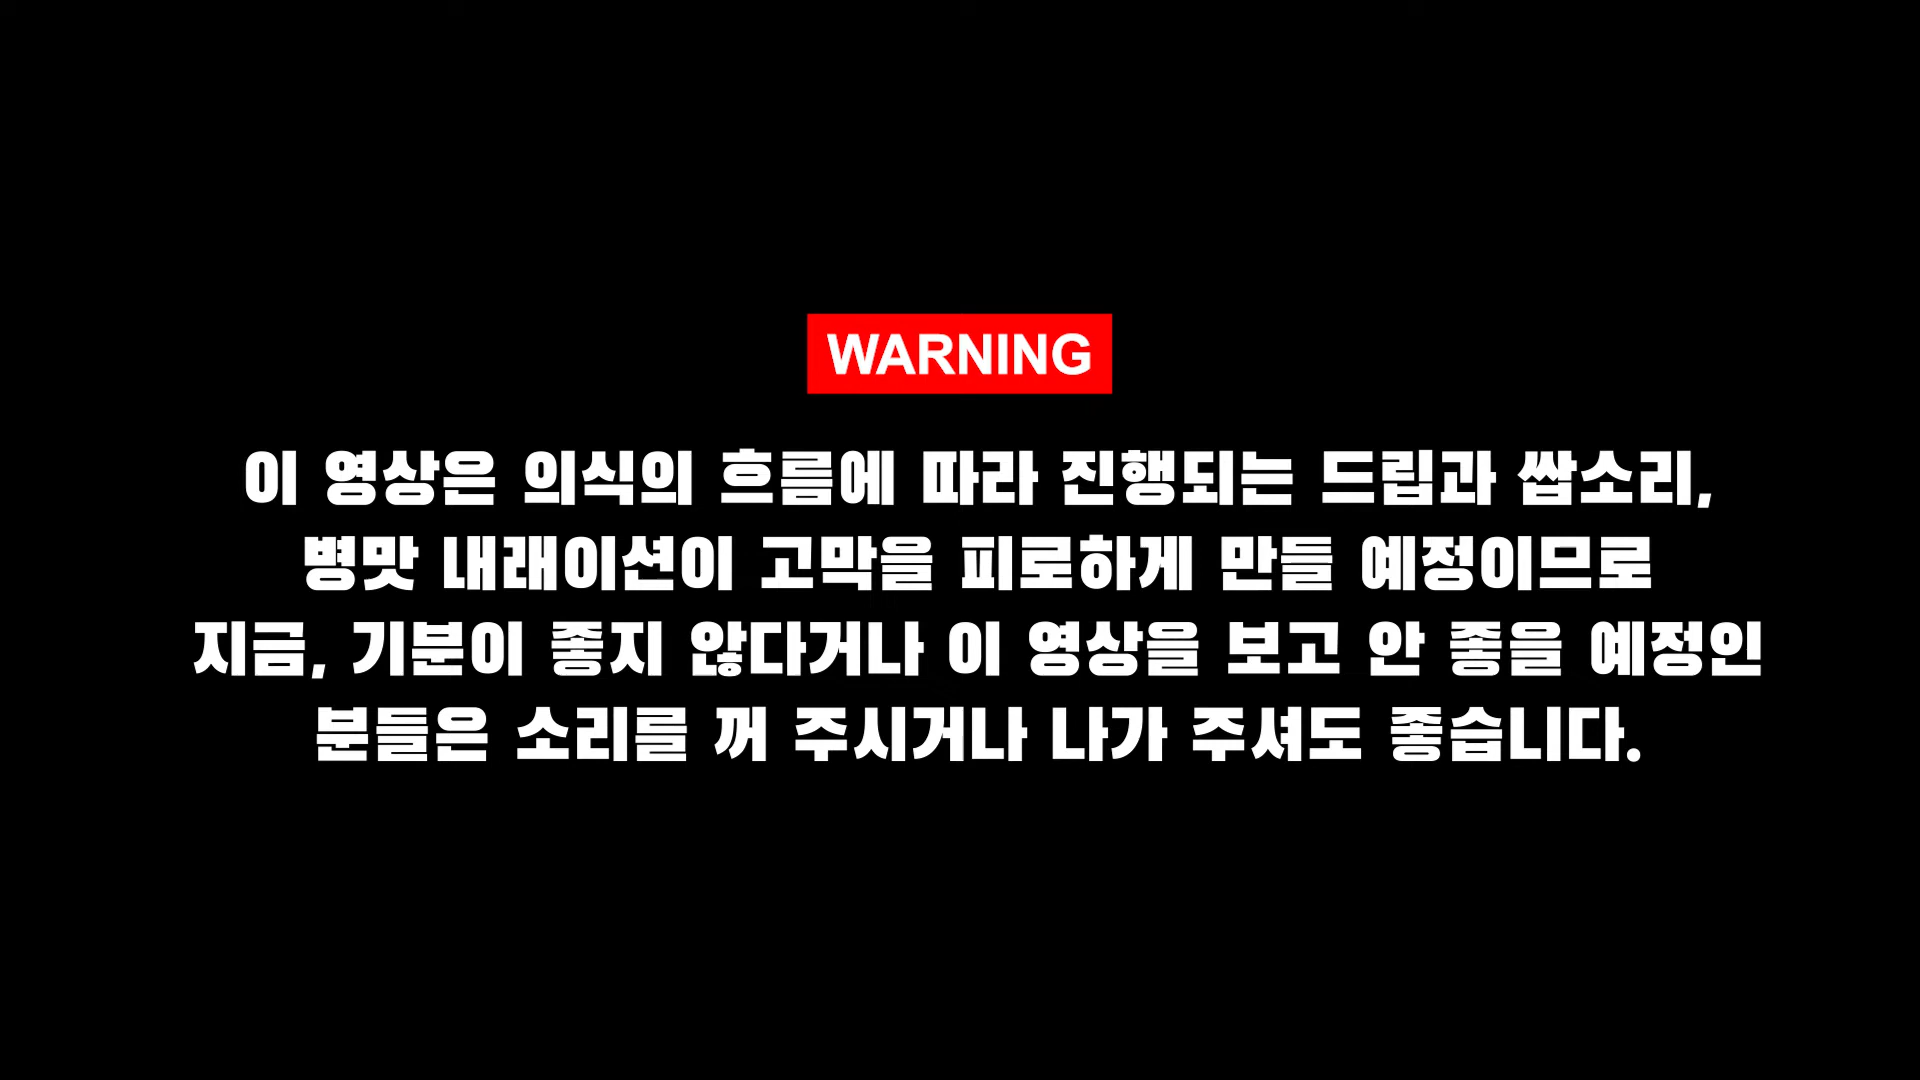 WARNING
이 영상은 의식의 흐름에 따라 진행되는 드립과 쌉소리,
병맛 내래이션이 고막을 피로하게 만들 예정이므로
지금, 기분이 좋지 않다거나 이 영상을 보고 안 좋을 예정인
분들은 소리를 꺼 주시거나 나가 주셔도 좋습니다.